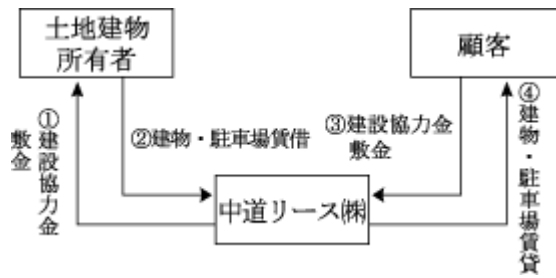 土地建物
所有者
顧客
①建設協力金
敷金
②建物・駐車場賃借
③建設協力金
敷金
④建物・駐車場賃貸
中道リース㈱